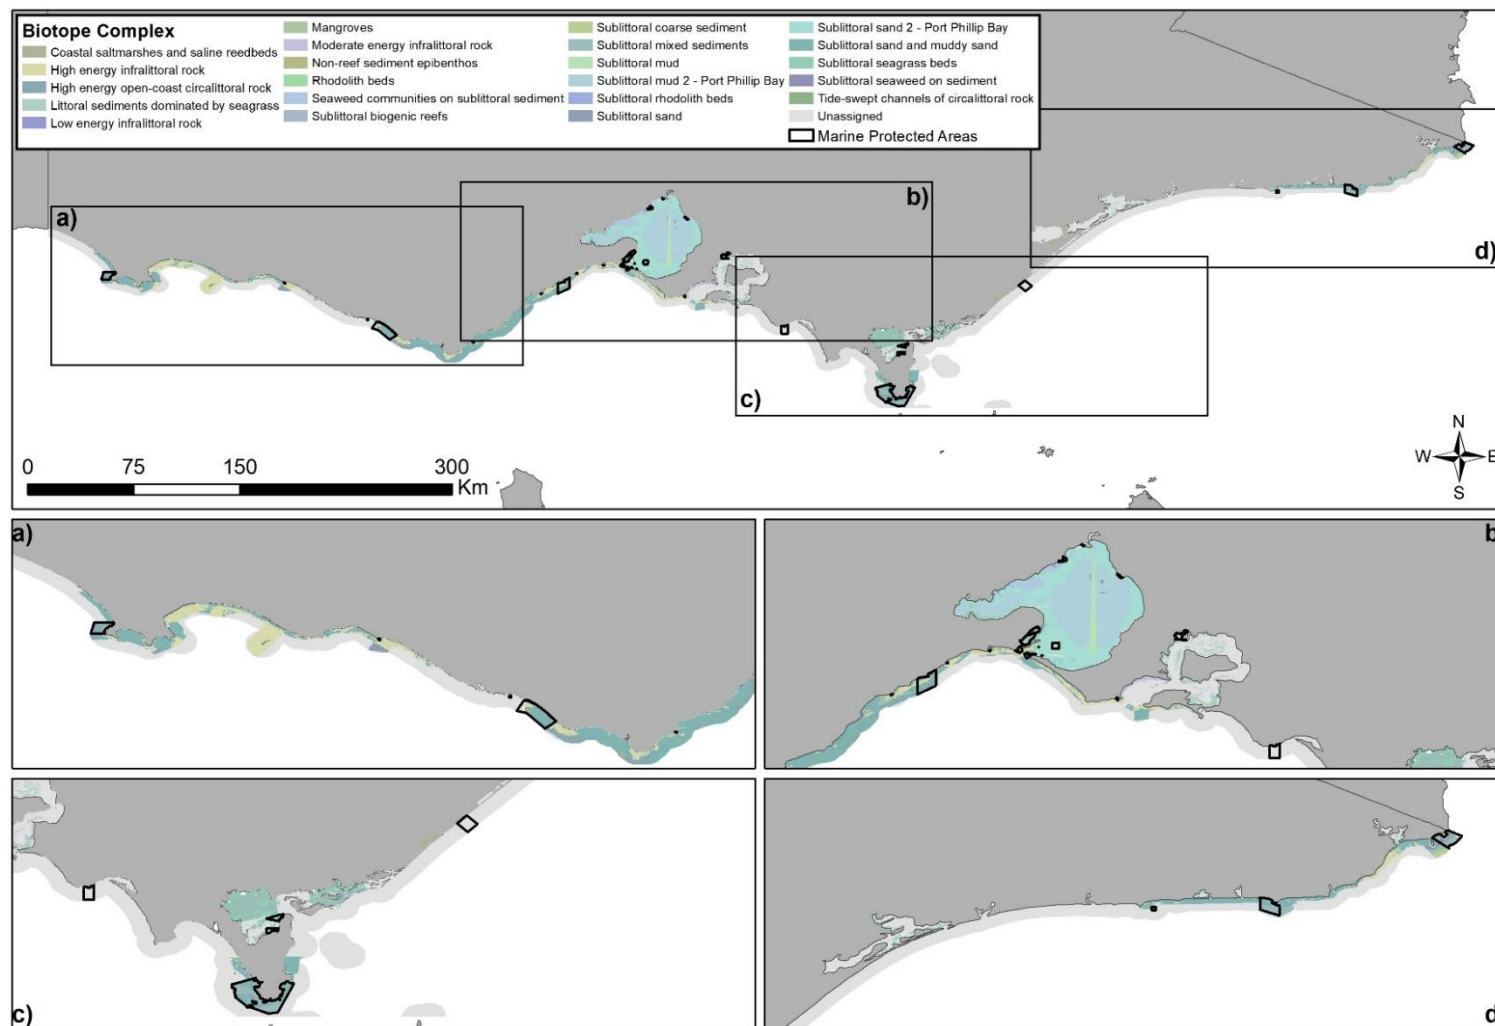 Biotope Complex
Coastal saltmarshes and saline reedbeds
High energy infralittoral rock
High energy open-coast circalittoral rock
Littoral sediments dominated by seagrass
Low energy infralittoral rock
Mangroves
Moderate energy infralittoral rock
Non-reef sediment epibenthos
Rhodolith beds
Seaweed communities on sublittoral sediment
Sublittoral biogenic reefs
Sublittoral coarse sediment
Sublittoral mixed sediments
Sublittoral mud
Sublittoral mud 2 - Port Phillip Bay
Sublittoral rhodolith beds
Sublittoral sand
Sublittoral sand 2 - Port Phillip Bay
Sublittoral sand and muddy sand
Sublittoral seagrass beds
Sublittoral seaweed on sediment
Tide-swept channels of circalittoral rock
Unassigned
Marine Protected Areas
a)
b)
c)
d)
0 75 150 300
Km
N
W E
S
a)
b
c)
d